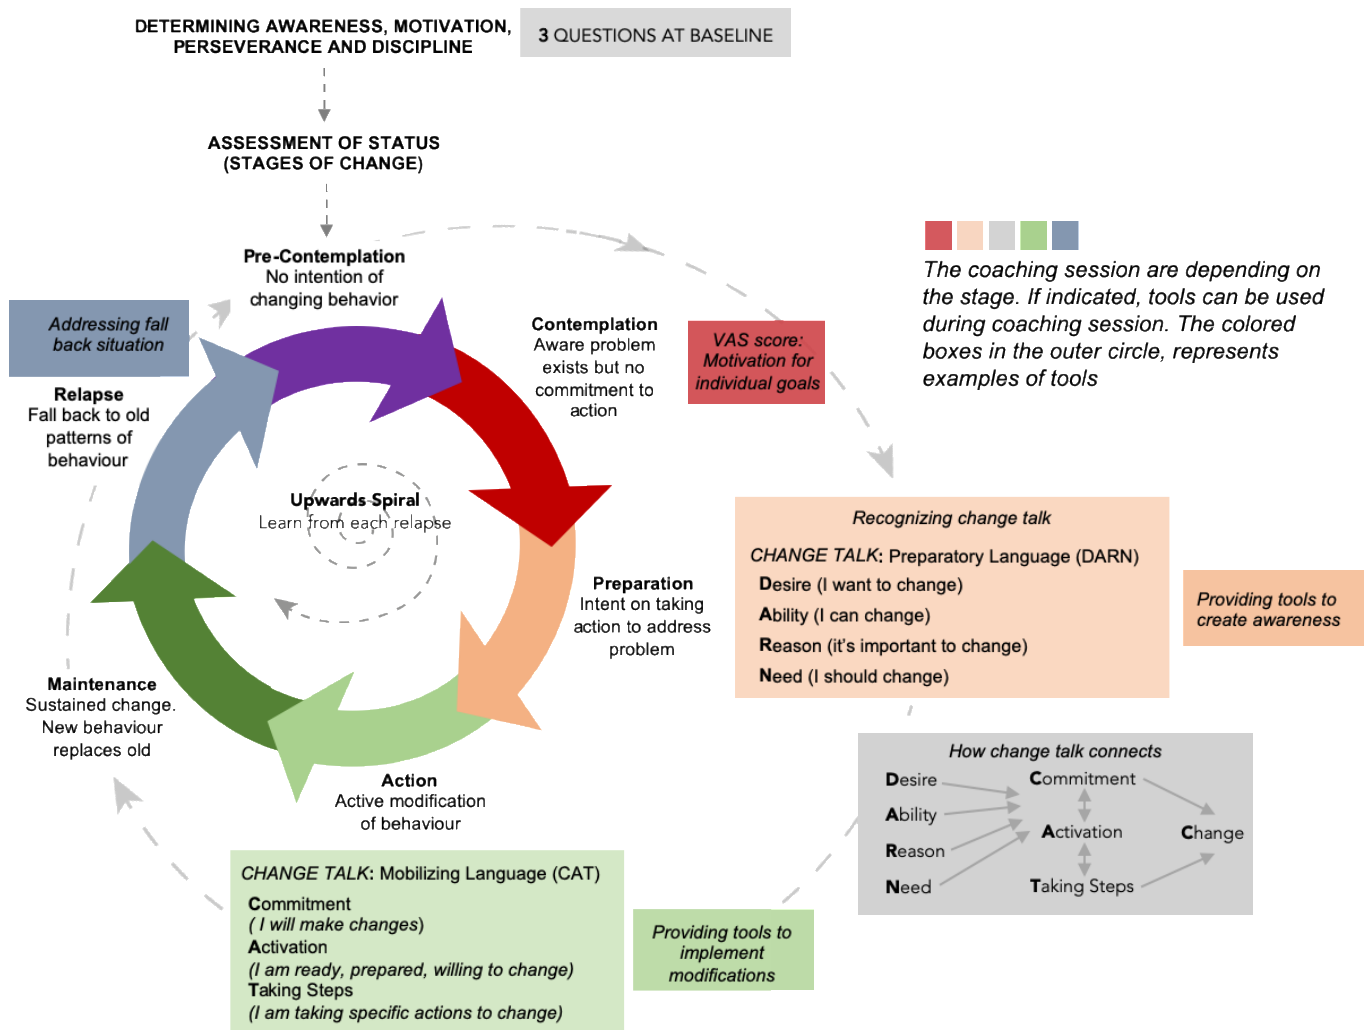 DETERMINING AWARENESS, MOTIVATION,
PERSEVERANCE AND DISCIPLINE
3 QUESTIONS AT BASELINE
ASSESSMENT OF STATUS
(STAGES OF CHANGE)
Pre-Contemplation
No intention of
changing behavior
Contemplation
Aware problem
exists but no
commitment to
action
VAS score:
Motivation for
individual goals
The coaching session are depending on
the stage. If indicated, tools can be used
during coaching session. The colored
boxes in the outer circle, represents
examples of tools
Addressing fall
back situation
Relapse
Fall back to old
patterns of
behaviour
Upwards Spiral
Learn from each relapse
Recognizing change talk
CHANGE TALK: Preparatory Language (DARN)
Desire (I want to change)
Ability (I can change)
Reason (it's important to change)
Need (I should change)
Providing tools to
create awareness
Preparation
Intent on taking
action to address
problem
Maintenance
Sustained change.
New behaviour
replaces old
Action
Active modification
of behaviour
How change talk connects
Desire
Ability
Reason
Need
Commitment
Activation
Taking Steps
Change
CHANGE TALK: Mobilizing Language (CAT)
Commitment
( I will make changes)
Activation
(I am ready, prepared, willing to change)
Taking Steps
(I am taking specific actions to change)
Providing tools to
implement
modifications